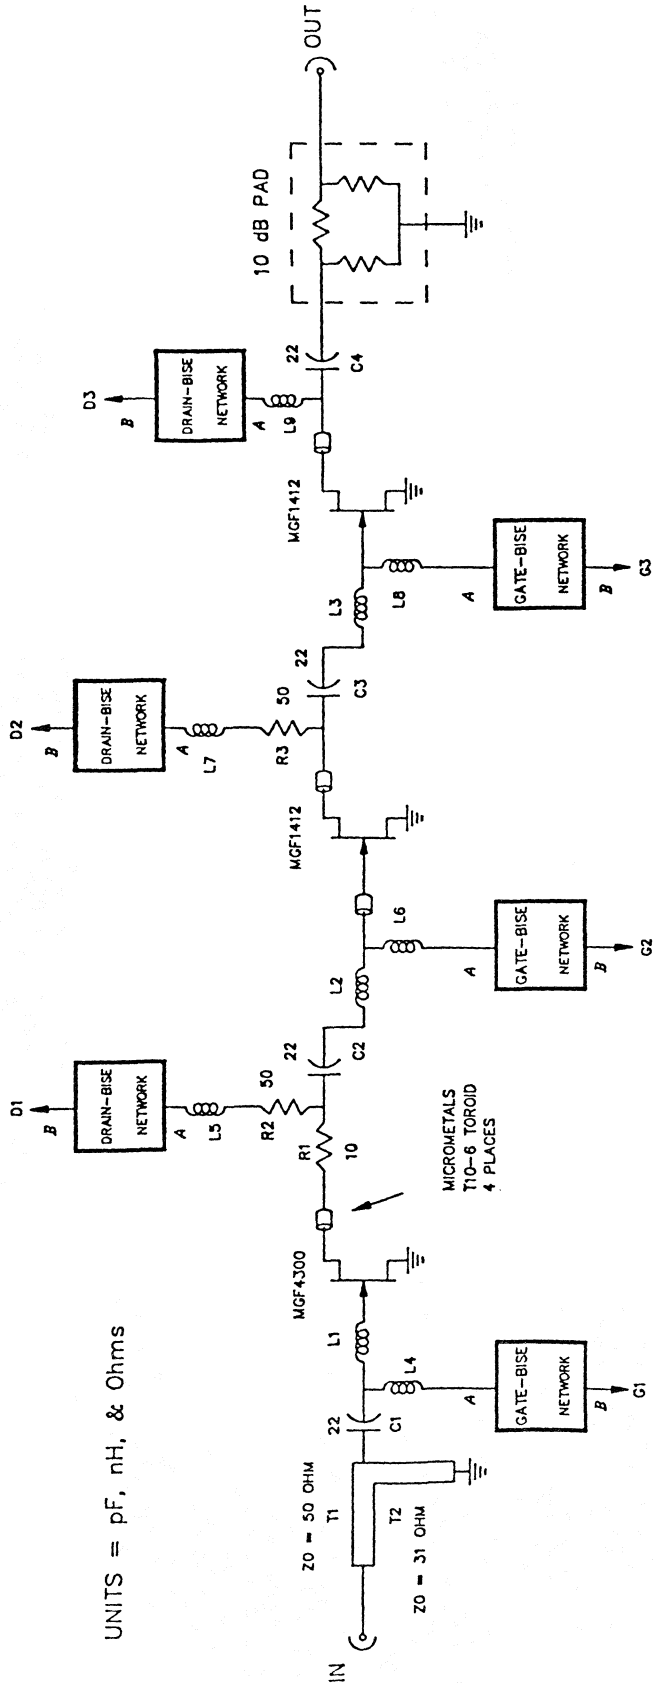 UNITS = pF, nH, & Ohms
IN
ZO = 50 OHM
T1
T2
ZO = 31 OHM
22
C1
L4
A
GATE-BISE
NETWORK
B
G1
L1
MGF4300
MICROMETALS
T10-6 TOROID
4 PLACES
R1
10
D1
B
DRAIN-BISE
NETWORK
A
L5
R2
50
22
C2
L2
L6
A
GATE-BISE
NETWORK
B
G2
MGF1412
D2
B
DRAIN-BISE
NETWORK
A
L7
R3
50
22
C3
L3
L8
A
GATE-BISE
NETWORK
B
G3
MGF1412
D3
B
DRAIN-BISE
NETWORK
A
L9
22
C4
10 dB PAD
OUT